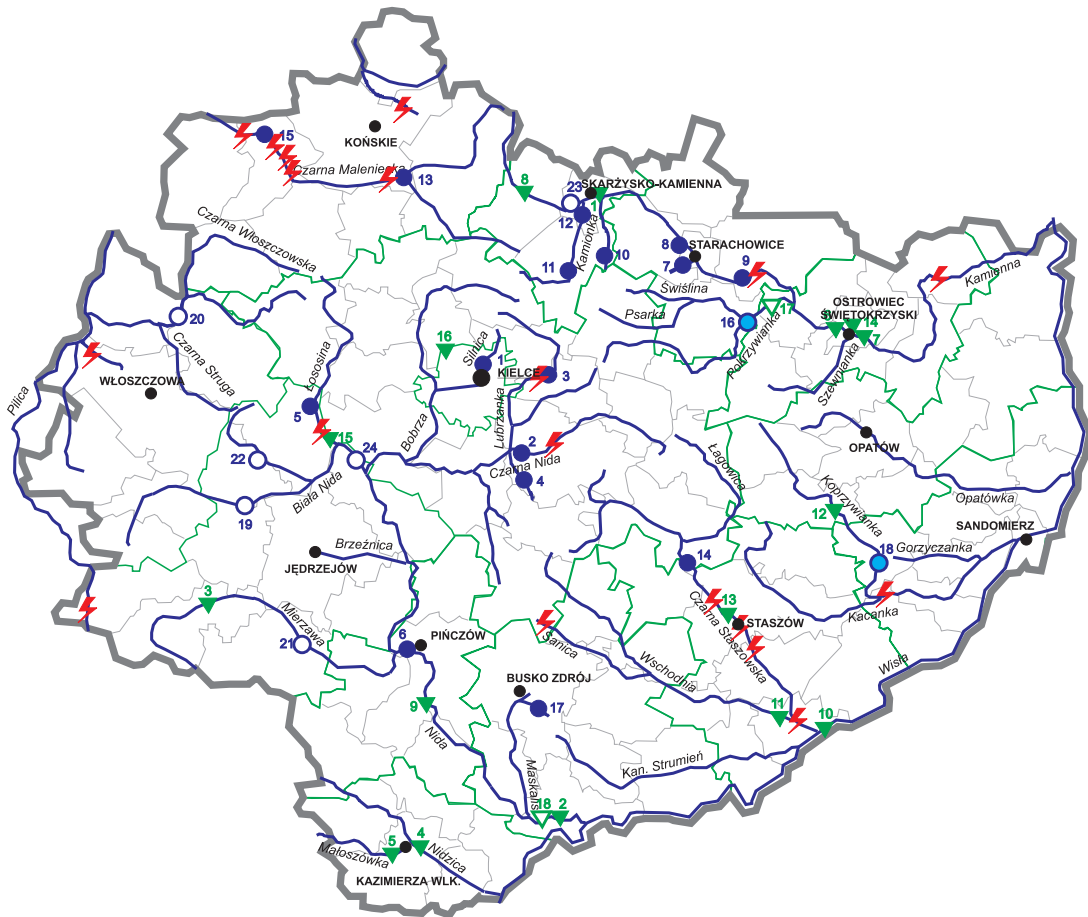 15
KOŃSKIE
Czarna Maleniecka
13
8
23
SKARŻYSKO-KAMIENNA
1
12
Kamionka
11
10
8
STARACHOWICE
7
9
Świślina
Kamienna
Czarna Włoszczowska
20
Czarna Struga
Psarka
16
17
Pokrzywianka
OSTROWIEC
ŚWIĘTOKRZYSKI
14
7
Szewnianka
Pilica
WŁOSZCZOWA
Łososina
5
16
Silnica
1
KIELCE
3
Lubrzanka
Bobrza
15
24
22
Biała Nida
19
2
Czarna Nida
4
Łagowica
OPATÓW
Opatówka
Koprzywianka
12
SANDOMIERZ
18
Gorzyczanka
Brzeźnica
JĘDRZEJÓW
14
3
Mierzawa
21
6
PIŃCZÓW
13
STASZÓW
Czarna Staszowska
Kacanka
Sanica
Wschodnia
Wisła
BUSKO ZDRÓJ
17
9
Nida
11
10
Kan. Strumień
Maskalis
18
2
4
5
Nidzica
Małoszówka
KAZIMIERZA WLK.